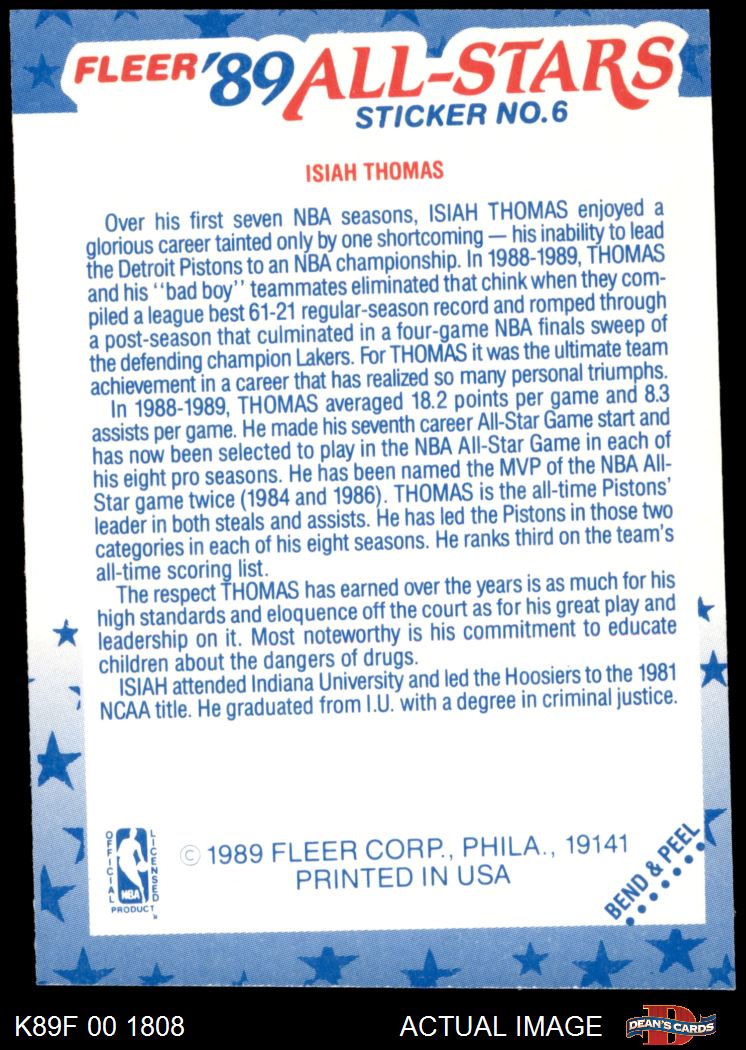 FLEER '89 ALL-STARS
STICKER NO.6
ISIAH THOMAS
Over his first seven NBA seasons, ISIAH THOMAS enjoyed a
glorious career tainted only by one shortcoming — his inability to lead
the Detroit Pistons to an NBA championship. In 1988-1989, THOMAS
and his ''bad boy'' teammates eliminated that chink when they com-
piled a league best 61-21 regular-season record and romped through
a post-season that culminated in a four-game NBA finals sweep of
the defending champion Lakers. For THOMAS it was the ultimate team
achievement in a career that has realized so many personal triumphs.
In 1988-1989, THOMAS averaged 18.2 points per game and 8.3
assists per game. He made his seventh career All-Star Game start and
has now been selected to play in the NBA All-Star Game in each of
his eight pro seasons. He has been named the MVP of the NBA All-
Star game twice (1984 and 1986). THOMAS is the all-time Pistons'
leader in both steals and assists. He has led the Pistons in those two
categories in each of his eight seasons. He ranks third on the team's
all-time scoring list.
The respect THOMAS has earned over the years is as much for his
high standards and eloquence off the court as for his great play and
leadership on it. Most noteworthy is his commitment to educate
children about the dangers of drugs.
ISIAH attended Indiana University and led the Hoosiers to the 1981
NCAA title. He graduated from I.U. with a degree in criminal justice.
OFFICIAL
LICENSED
NBA
PRODUCT
© 1989 FLEER CORP., PHILA., 19141
PRINTED IN USA
BEND & PEEL
K89F 00 1808
ACTUAL IMAGE
D
DEAN'S CARDS